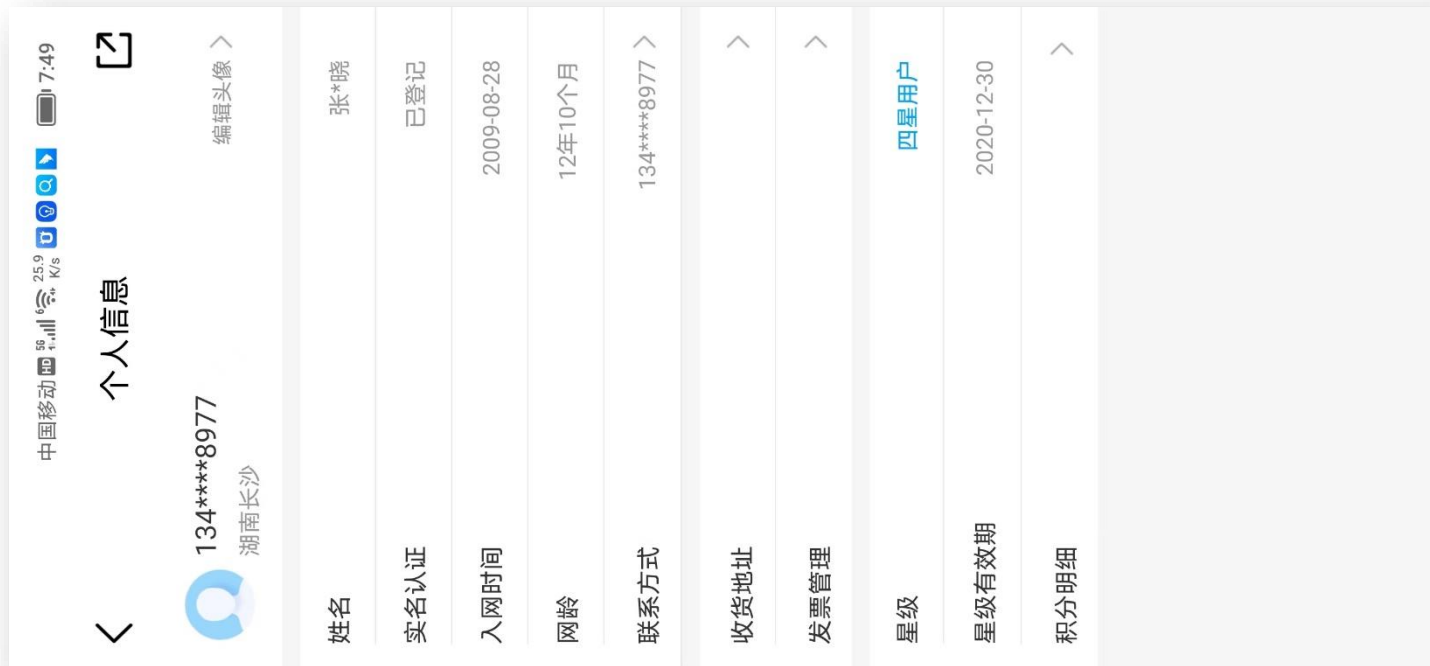 中国移动 HD 5G 6 25.9 K/s 7:49
个人信息
134****8977
湖南长沙
编辑头像
姓名 张*晓
实名认证 已登记
入网时间 2009-08-28
网龄 12年10个月
联系方式 134****8977
收货地址
发票管理
星级 四星用户
星级有效期 2020-12-30
积分明细